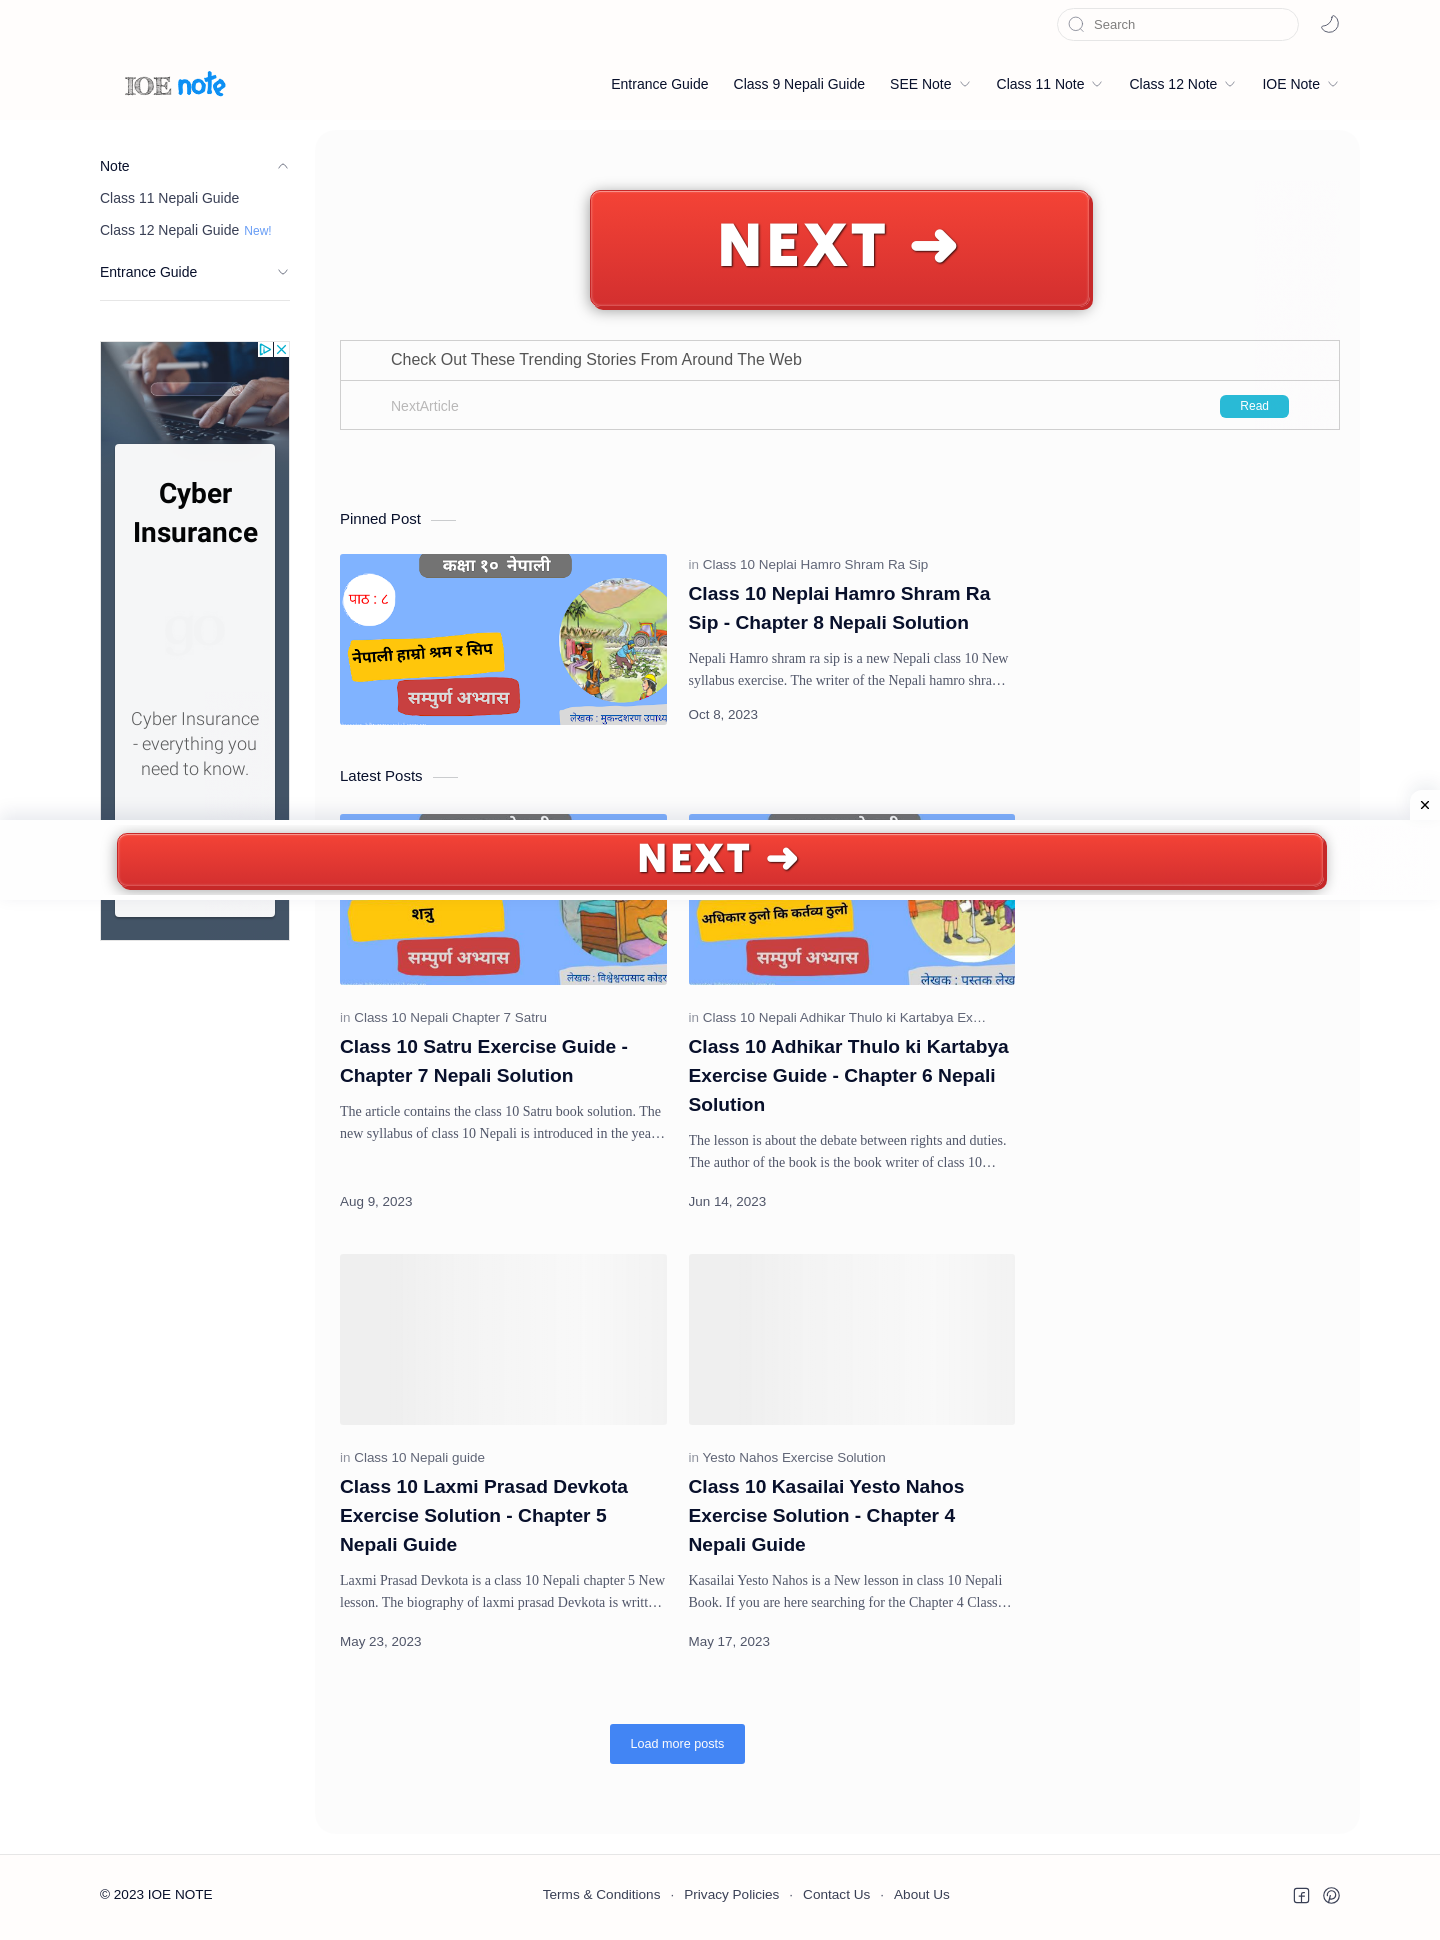 Search
IOE note
Entrance Guide
Class 9 Nepali Guide
SEE Note
Class 11 Note
Class 12 Note
IOE Note
Note
Class 11 Nepali Guide
Class 12 Nepali Guide New!
Entrance Guide
Cyber
Insurance
go
Cyber Insurance
- everything you
need to know.
NEXT ➜
Check Out These Trending Stories From Around The Web
NextArticle
Read
Pinned Post
कक्षा १० नेपाली
पाठ : ८
नेपाली हाम्रो श्रम र सिप
सम्पुर्ण अभ्यास
लेखक : मुकन्दशरण उपाध्य
in Class 10 Neplai Hamro Shram Ra Sip
Class 10 Neplai Hamro Shram Ra
Sip - Chapter 8 Nepali Solution
Nepali Hamro shram ra sip is a new Nepali class 10 New
syllabus exercise. The writer of the Nepali hamro shra…
Oct 8, 2023
Latest Posts
NEXT ➜
शत्रु
सम्पुर्ण अभ्यास
लेखक : विश्वेश्वरप्रसाद कोइर
अधिकार ठुलो कि कर्तव्य ठुलो
सम्पुर्ण अभ्यास
लेखक : पुस्तक लेख
in Class 10 Nepali Chapter 7 Satru
Class 10 Satru Exercise Guide -
Chapter 7 Nepali Solution
The article contains the class 10 Satru book solution. The
new syllabus of class 10 Nepali is introduced in the yea…
Aug 9, 2023
in Class 10 Nepali Adhikar Thulo ki Kartabya Ex…
Class 10 Adhikar Thulo ki Kartabya
Exercise Guide - Chapter 6 Nepali
Solution
The lesson is about the debate between rights and duties.
The author of the book is the book writer of class 10…
Jun 14, 2023
in Class 10 Nepali guide
Class 10 Laxmi Prasad Devkota
Exercise Solution - Chapter 5
Nepali Guide
Laxmi Prasad Devkota is a class 10 Nepali chapter 5 New
lesson. The biography of laxmi prasad Devkota is writt…
May 23, 2023
in Yesto Nahos Exercise Solution
Class 10 Kasailai Yesto Nahos
Exercise Solution - Chapter 4
Nepali Guide
Kasailai Yesto Nahos is a New lesson in class 10 Nepali
Book. If you are here searching for the Chapter 4 Class…
May 17, 2023
Load more posts
© 2023 IOE NOTE
Terms & Conditions · Privacy Policies · Contact Us · About Us